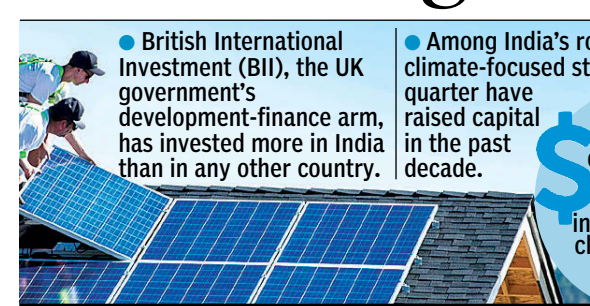 ● British International
Investment (BII), the UK
government's
development-finance arm,
has invested more in India
than in any other country.
● Among India's
climate-focused
quarter have
raised capital
in the past
decade.
$
in